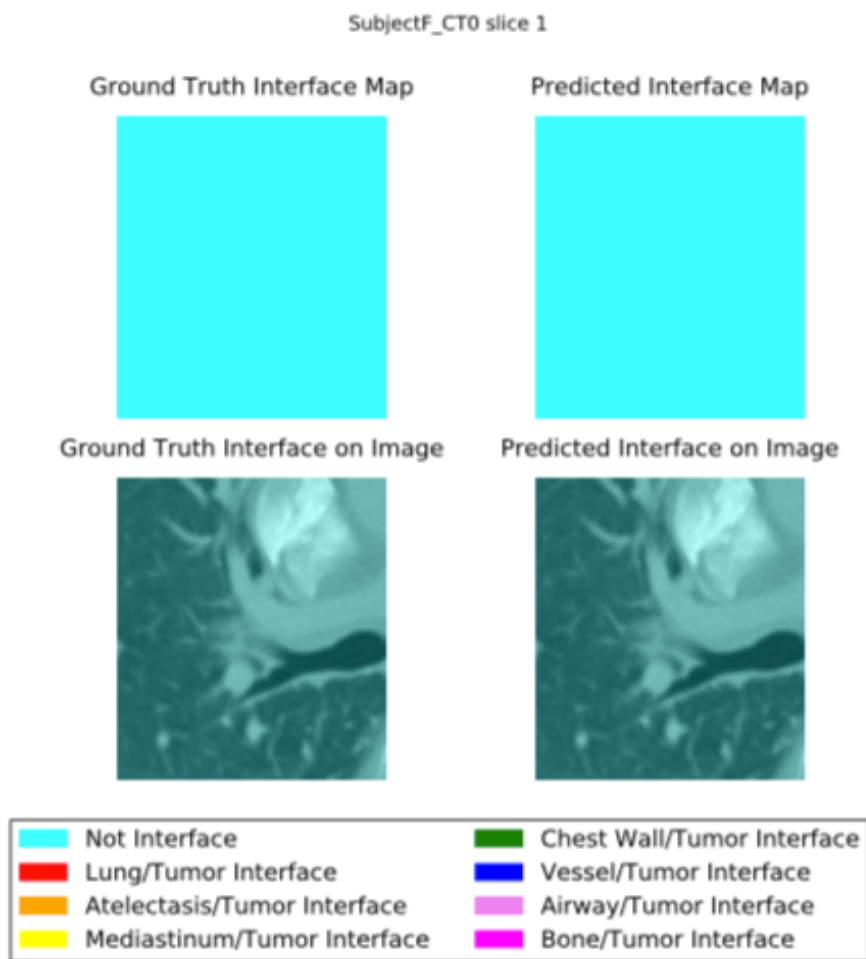 SubjectF_CT0 slice 1
Ground Truth Interface Map
Predicted Interface Map
Ground Truth Interface on Image
Predicted Interface on Image
Not Interface
Lung/Tumor Interface
Atelectasis/Tumor Interface
Mediastinum/Tumor Interface
Chest Wall/Tumor Interface
Vessel/Tumor Interface
Airway/Tumor Interface
Bone/Tumor Interface